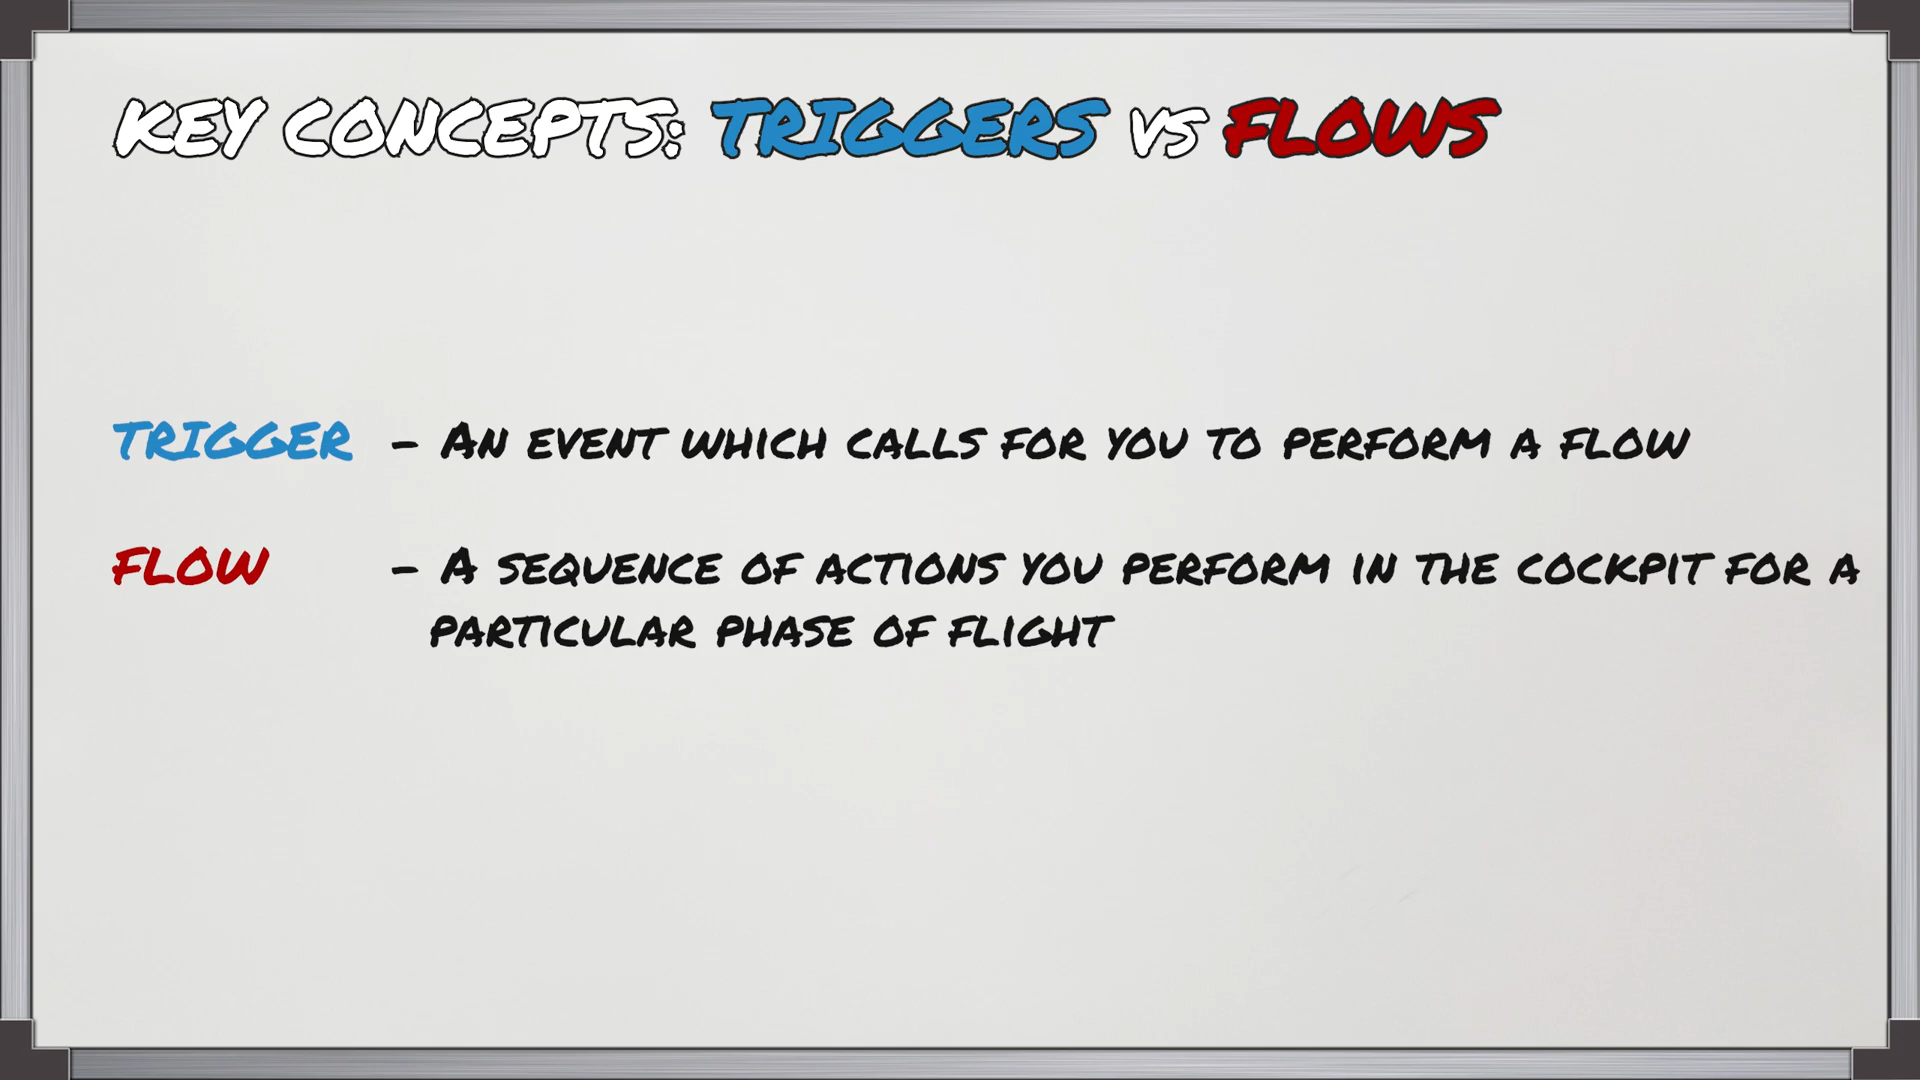 KEY CONCEPTS: TRIGGERS VS FLOWS
TRIGGER - AN EVENT WHICH CALLS FOR YOU TO PERFORM A FLOW
FLOW - A SEQUENCE OF ACTIONS YOU PERFORM IN THE COCKPIT FOR A
PARTICULAR PHASE OF FLIGHT